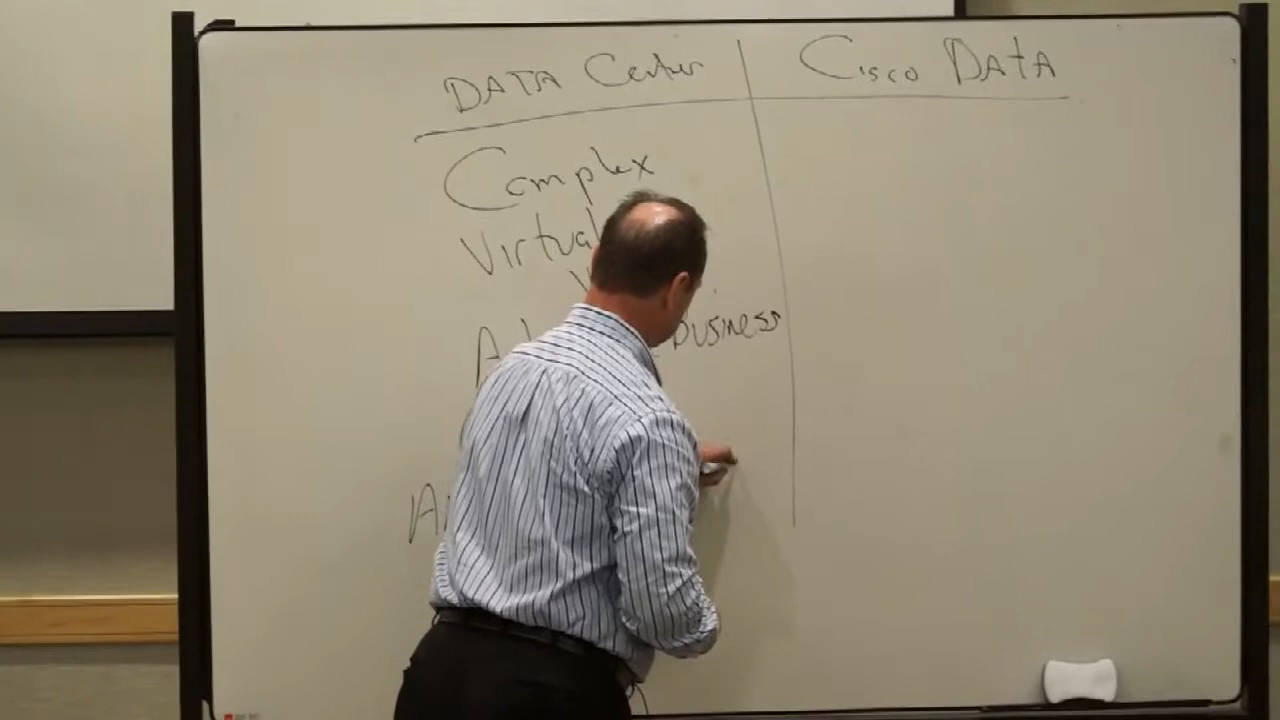 DATA Center
Cisco DATA
Complex
Virtual
Business